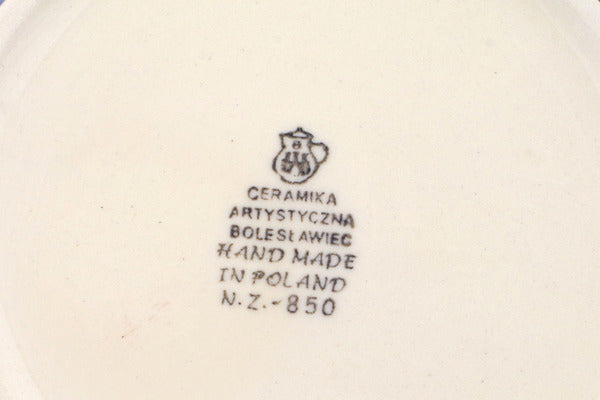 CERAMIKA
ARTYSTYCZNA
BOLESŁAWIEC
HAND MADE
IN POLAND
N.Z.-850